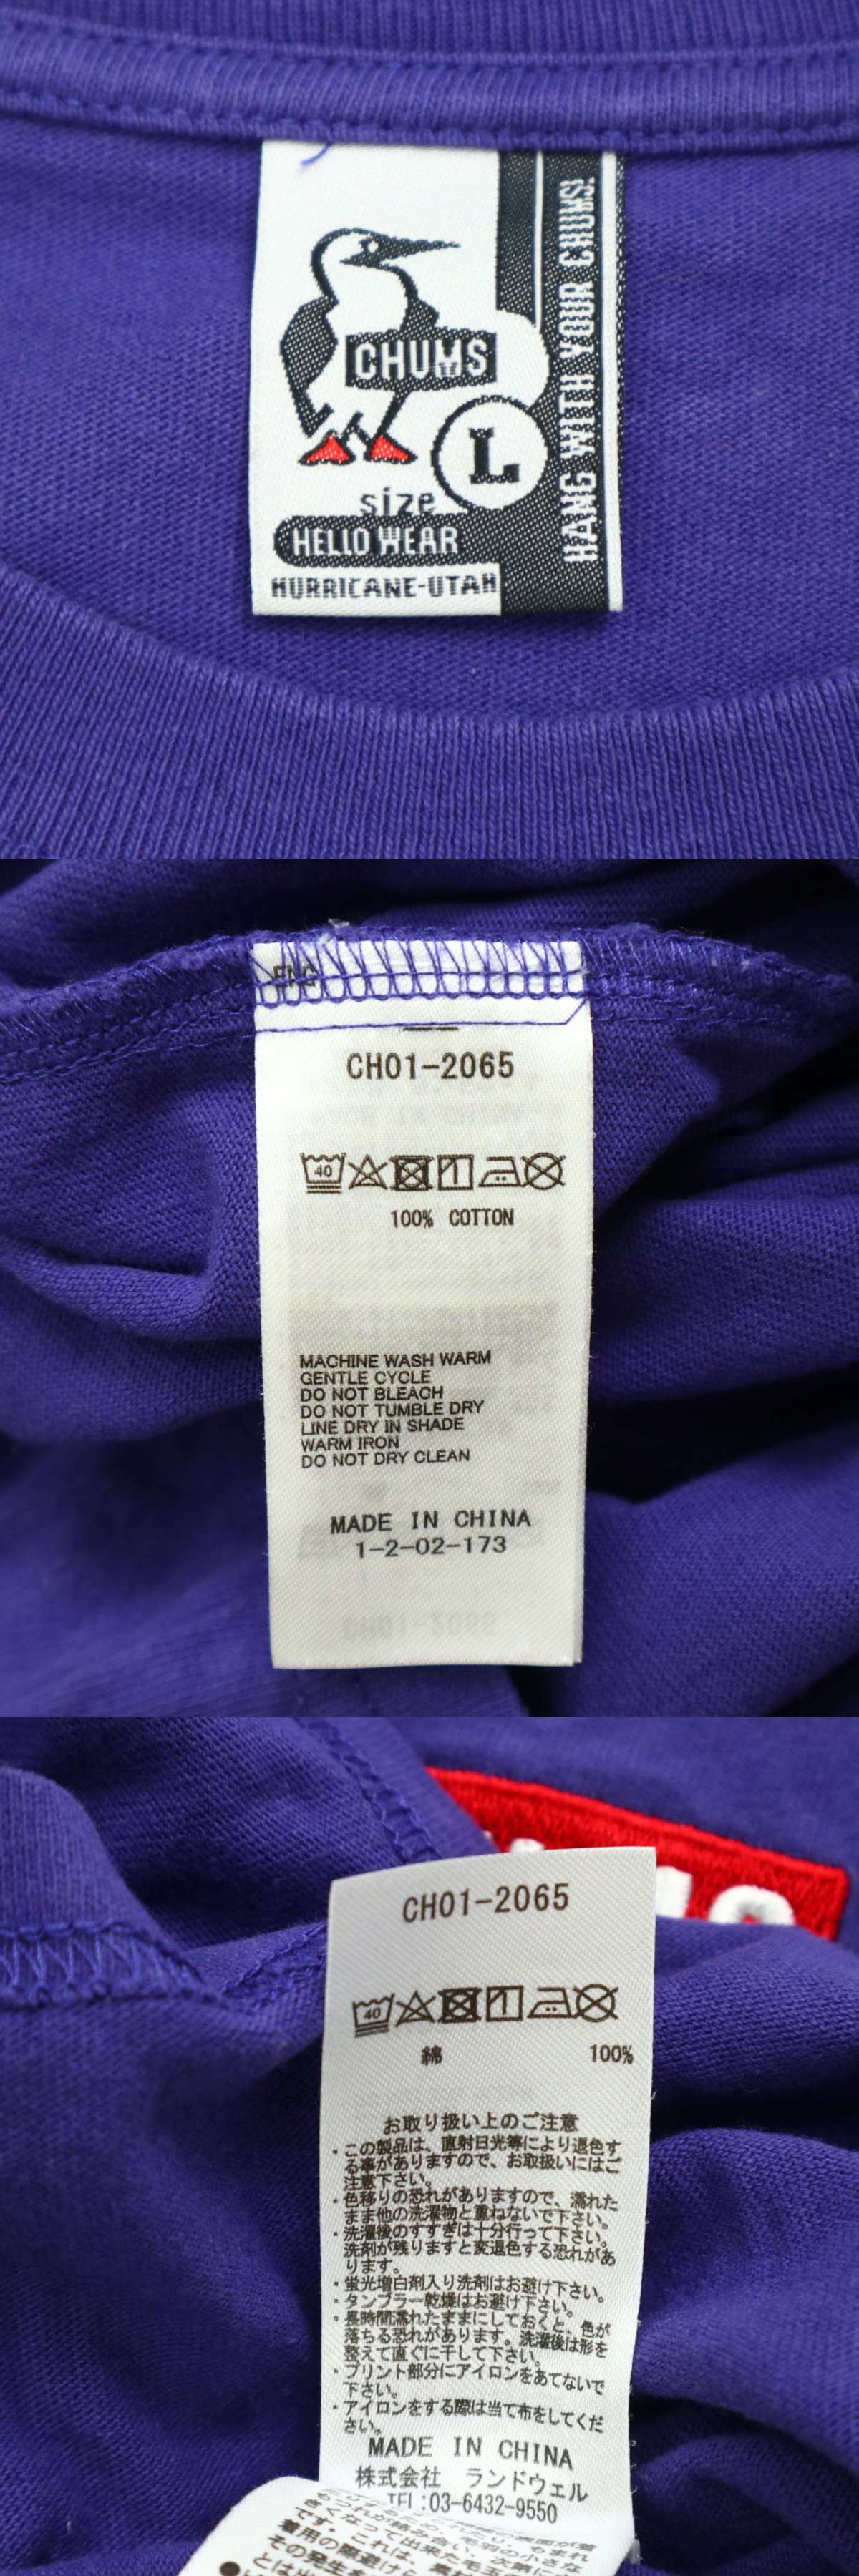 CHUMS
L
size
HELLO WEAR
HURRICANE-UTAH
HANG WITH YOUR CHUMS!
CH01-2065
40
100% COTTON
MACHINE WASH WARM
GENTLE CYCLE
DO NOT BLEACH
DO NOT TUMBLE DRY
LINE DRY IN SHADE
WARM IRON
DO NOT DRY CLEAN
MADE IN CHINA
1-2-02-173
CH01-2065
40
綿 100%
お取り扱い上のご注意
・この製品は、直射日光等により退色す
る事がありますので、お取扱いにはご
注意下さい。
・色移りの恐れがありますので、濡れた
まま他の洗濯物と重ねないで下さい。
・洗濯後のすすぎは十分行って下さい。
洗剤が残りますと変退色する恐れがあ
ります。
・蛍光増白剤入り洗剤はお避け下さい。
・タンブラー乾燥はお避け下さい。
・長時間濡れたままにしておくと、色が
落ちる恐れがあります。洗濯後は形を
整えて直ぐに干して下さい。
・プリント部分にアイロンをあてないで
下さい。
・アイロンをする際は当て布をしてくだ
さい。
MADE IN CHINA
株式会社 ランドウェル
TEL:03-6432-9550